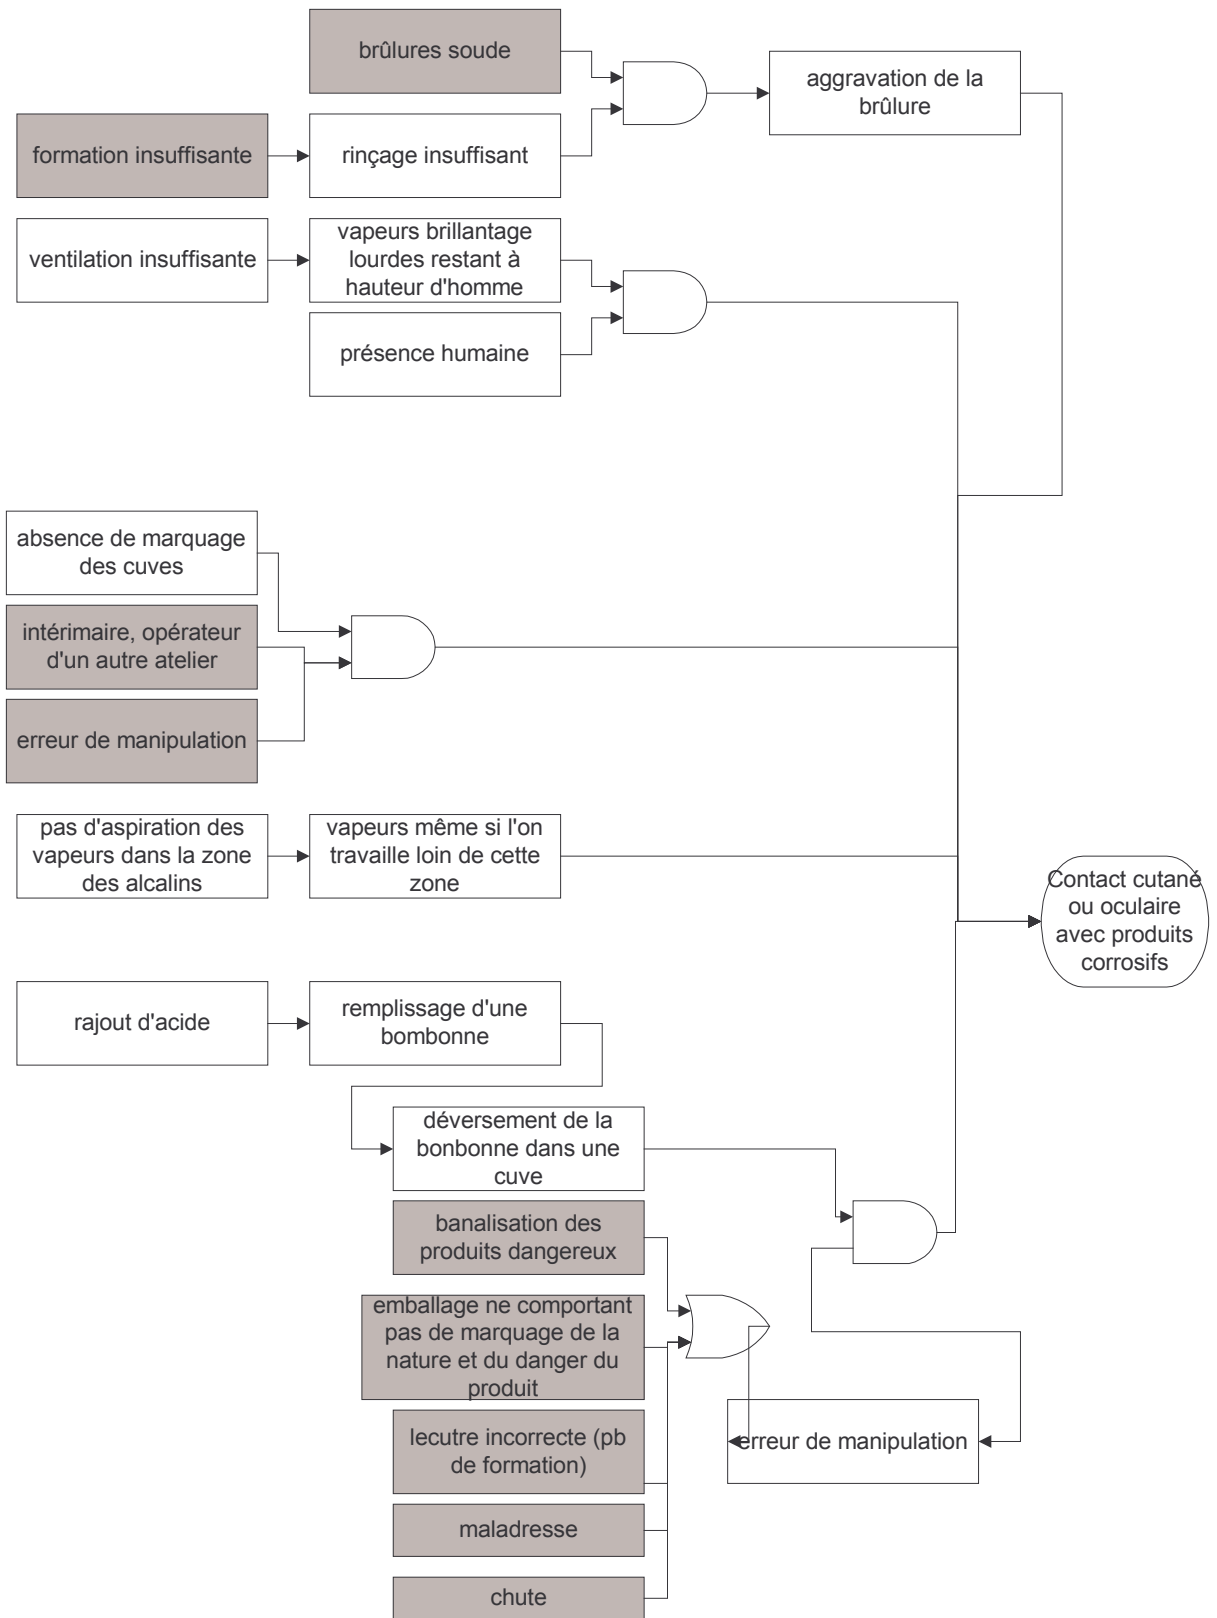 brûlures soude
aggravation de la
brûlure
formation insuffisante
rinçage insuffisant
ventilation insuffisante
vapeurs brillantage
lourdes restant à
hauteur d'homme
présence humaine
absence de marquage
des cuves
intérimaire, opérateur
d'un autre atelier
erreur de manipulation
pas d'aspiration des
vapeurs dans la zone
des alcalins
vapeurs même si l'on
travaille loin de cette
zone
Contact cutané
ou oculaire
avec produits
corrosifs
rajout d'acide
remplissage d'une
bombonne
déversement de la
bonbonne dans une
cuve
banalisation des
produits dangereux
emballage ne comportant
pas de marquage de la
nature et du danger du
produit
lecutre incorrecte (pb
de formation)
erreur de manipulation
maladresse
chute